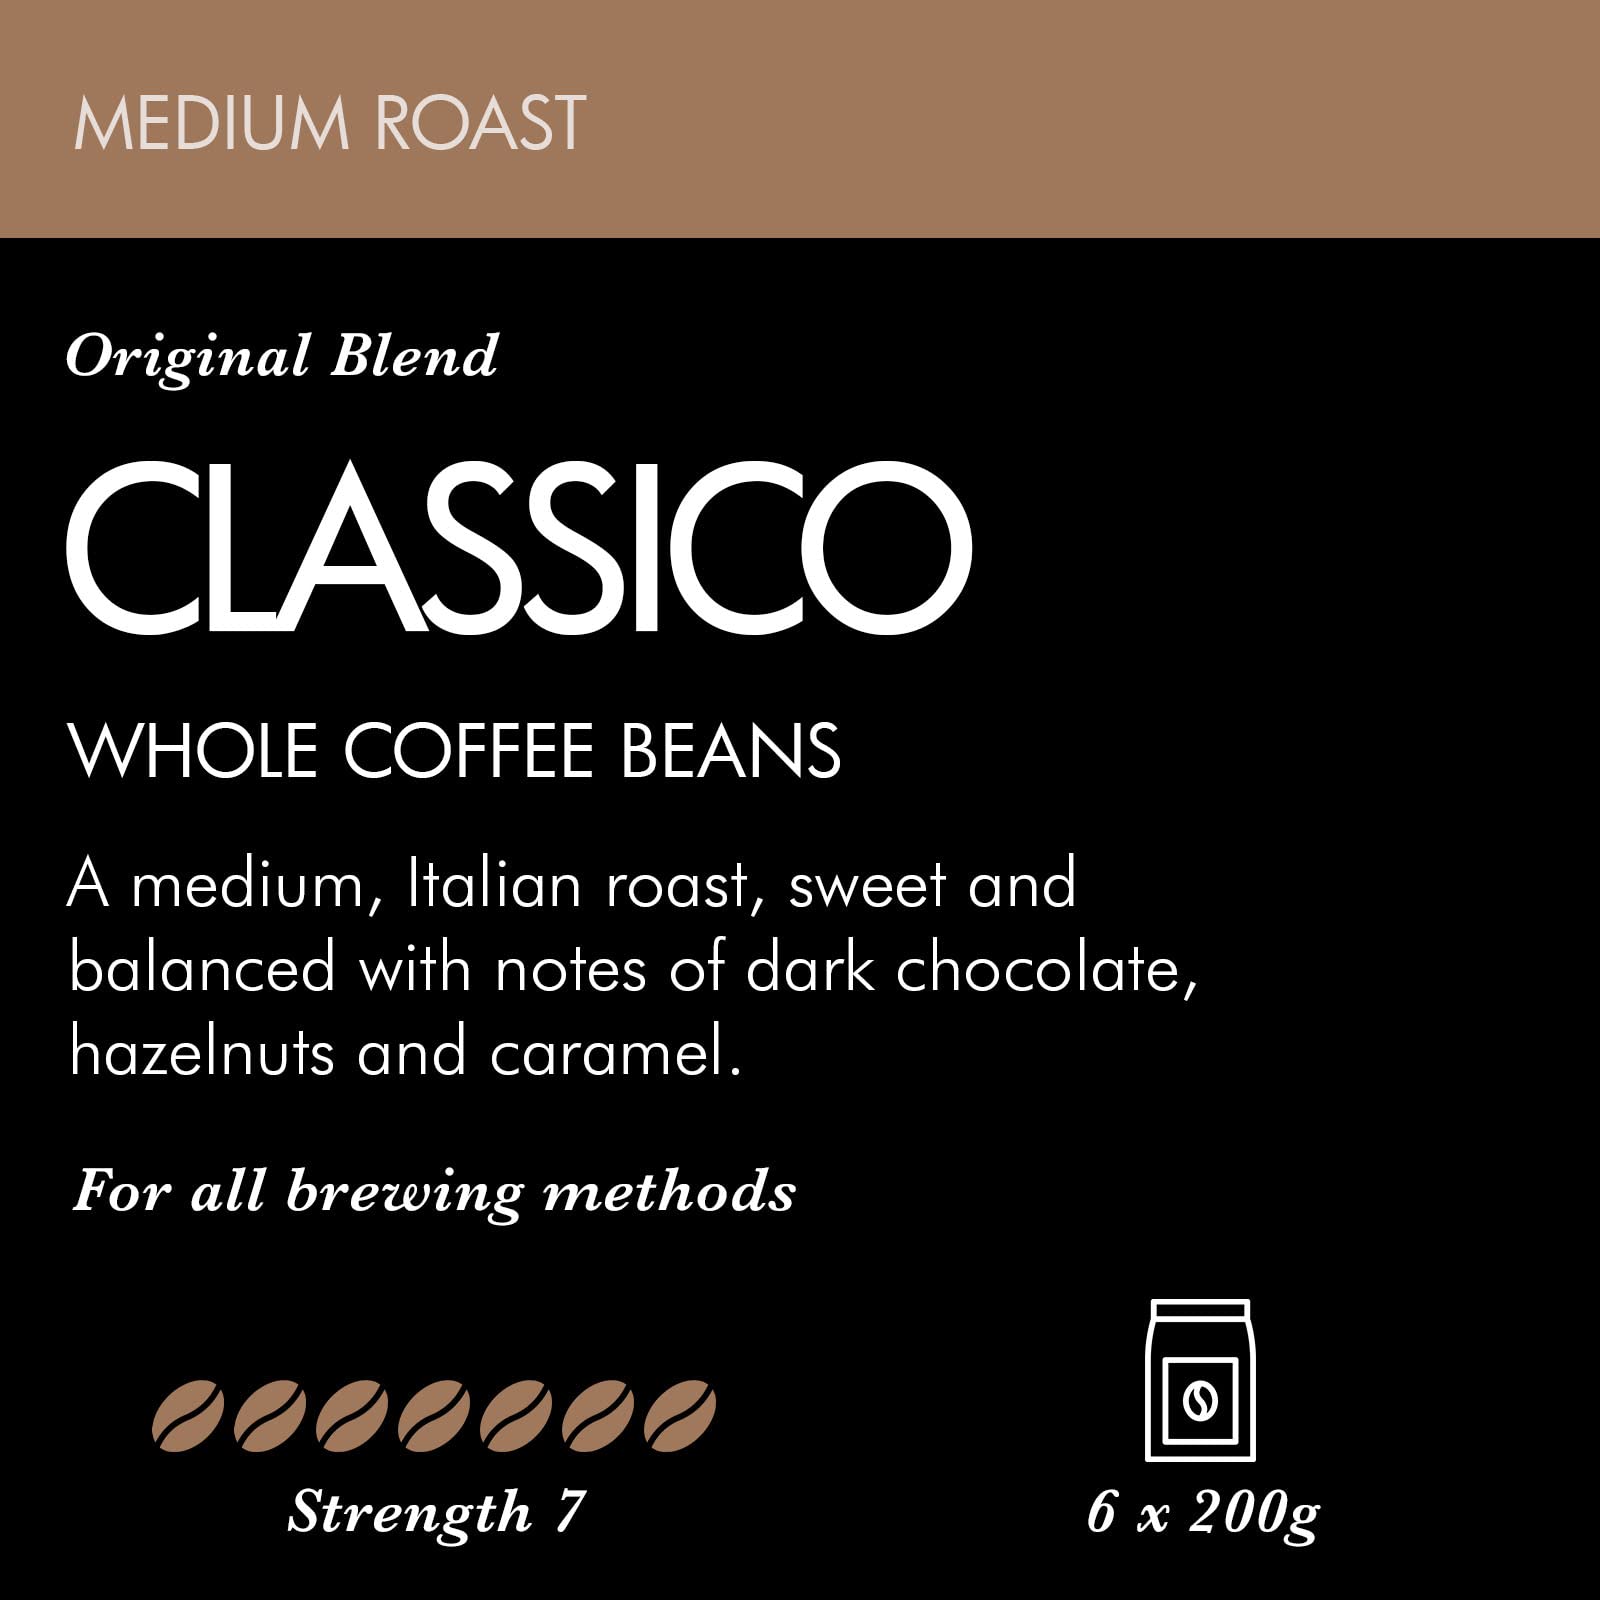 MEDIUM ROAST
Original Blend
CLASSICO
WHOLE COFFEE BEANS
A medium, Italian roast, sweet and
balanced with notes of dark chocolate,
hazelnuts and caramel.
For all brewing methods
Strength 7
6 x 200g